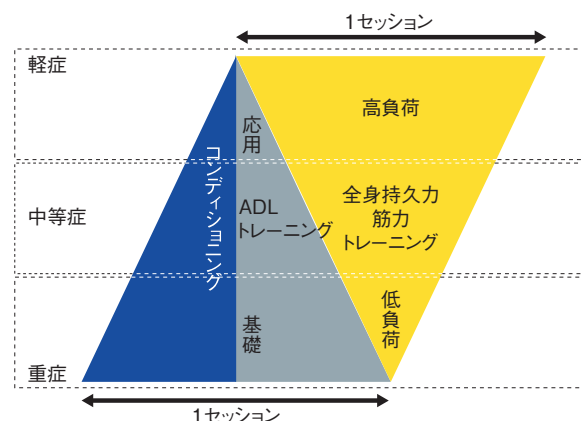 1セッション
軽症
高負荷
応用
コンディショニング
中等症
ADL
トレーニング
全身持久力
筋力
トレーニング
低負荷
基礎
重症
1セッション